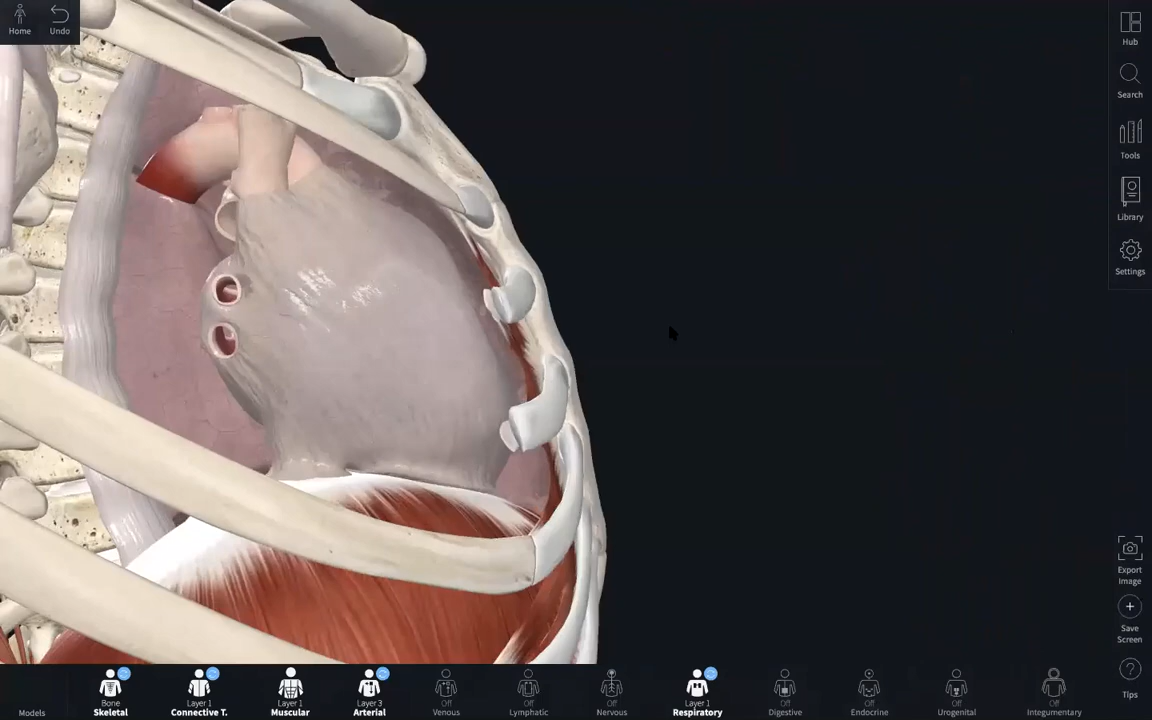 Home
Undo
Hub
Search
Tools
Library
Settings
Export
Image
Save
Screen
Tips
Models
Bone
Skeletal
Layer 1
Connective T.
Layer 1
Muscular
Layer 3
Arterial
Off
Venous
Off
Lymphatic
Off
Nervous
Layer 1
Respiratory
Off
Digestive
Off
Endocrine
Off
Urogenital
Off
Integumentary